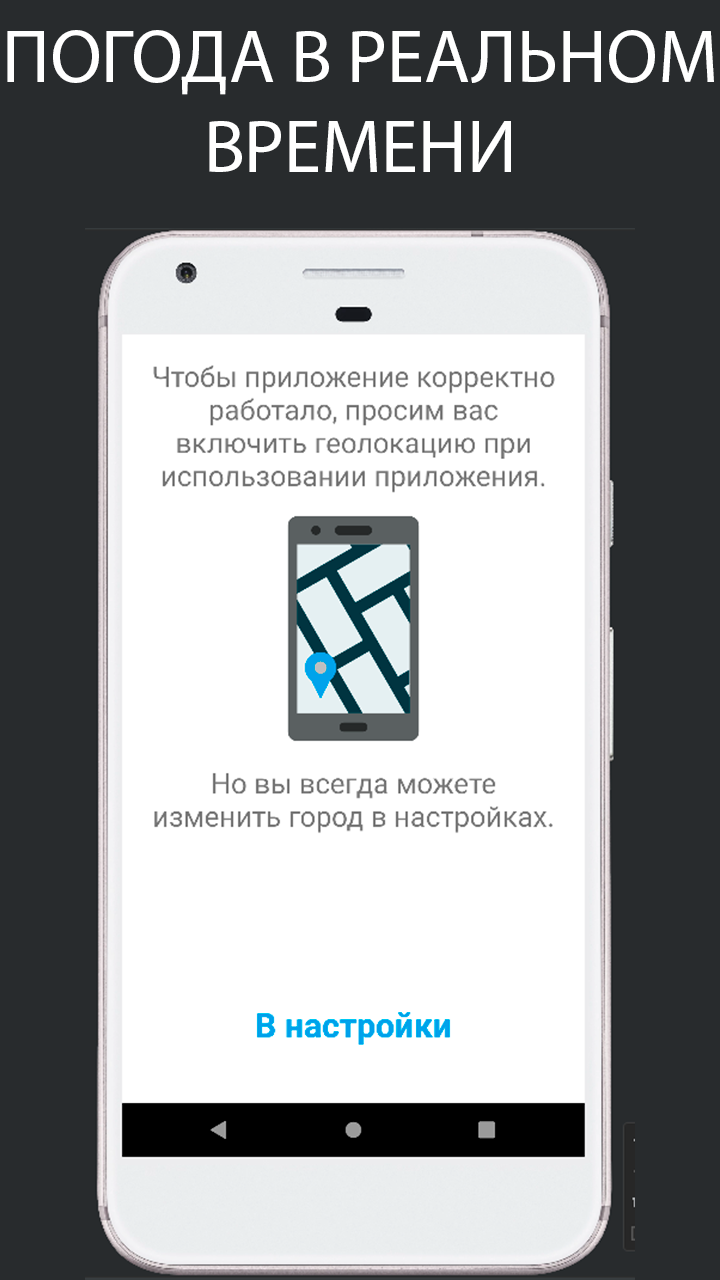 ПОГОДА В РЕАЛЬНОМ
ВРЕМЕНИ
Чтобы приложение корректно
работало, просим вас
включить геолокацию при
использовании приложения.
Но вы всегда можете
изменить город в настройках.
В настройки